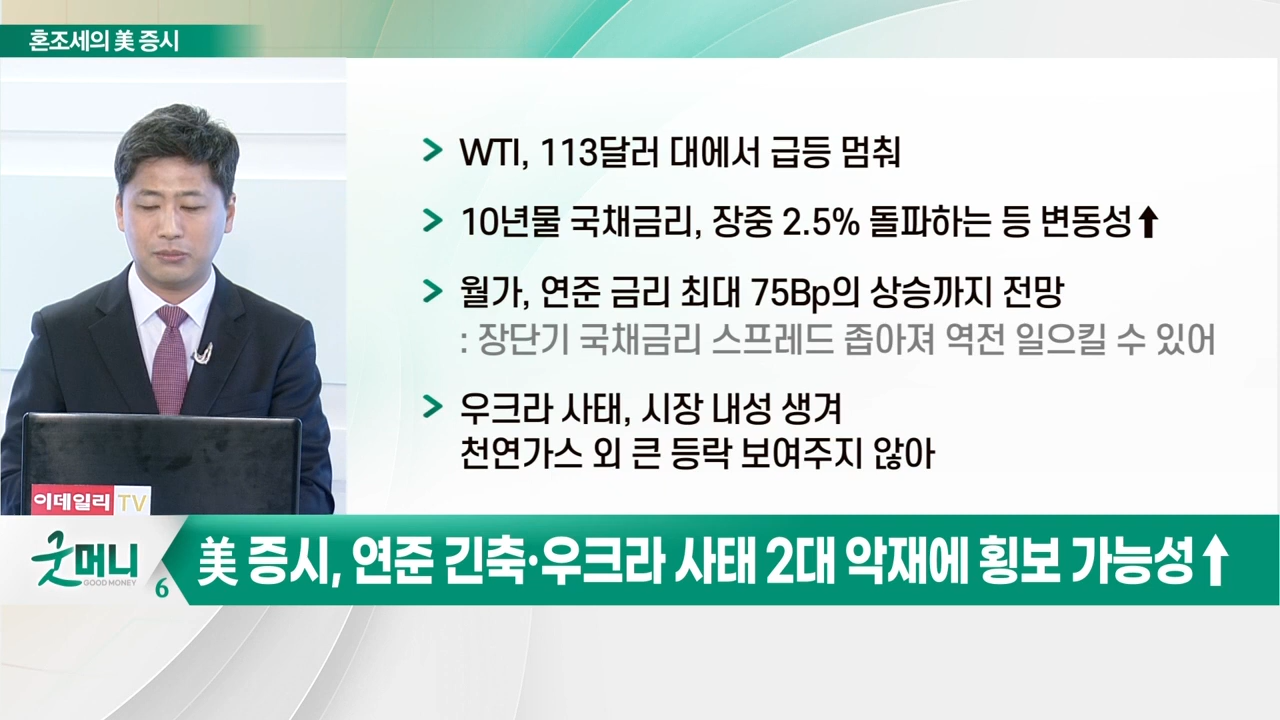 혼조세의 美 증시
WTI, 113달러 대에서 급등 멈춰
10년물 국채금리, 장중 2.5% 돌파하는 등 변동성⬆
월가, 연준 금리 최대 75Bp의 상승까지 전망
: 장단기 국채금리 스프레드 좁아져 역전 일으킬 수 있어
우크라 사태, 시장 내성 생겨
천연가스 외 큰 등락 보여주지 않아
이데일리 TV
굿머니
GOOD MONEY
6
美 증시, 연준 긴축·우크라 사태 2대 악재에 횡보 가능성⬆